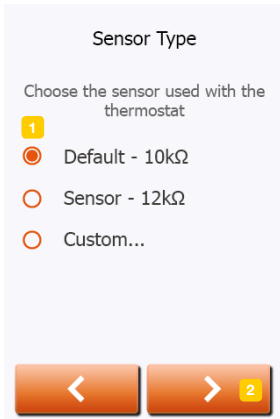 Sensor Type
Choose the sensor used with the
thermostat
1
Default - 10kΩ
Sensor - 12kΩ
Custom...
2